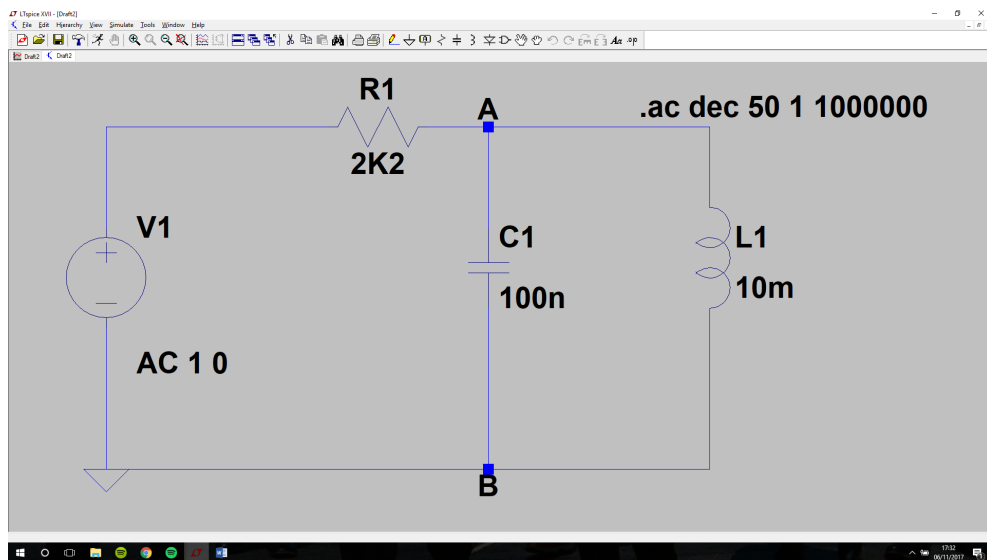 LTspice XVII - [Draft2]
File Edit Hierarchy View Simulate Tools Window Help
Draft2 Draft2
R1
2K2
A
.ac dec 50 1 1000000
V1
AC 1 0
C1
100n
L1
10m
B
17:32
06/11/2017